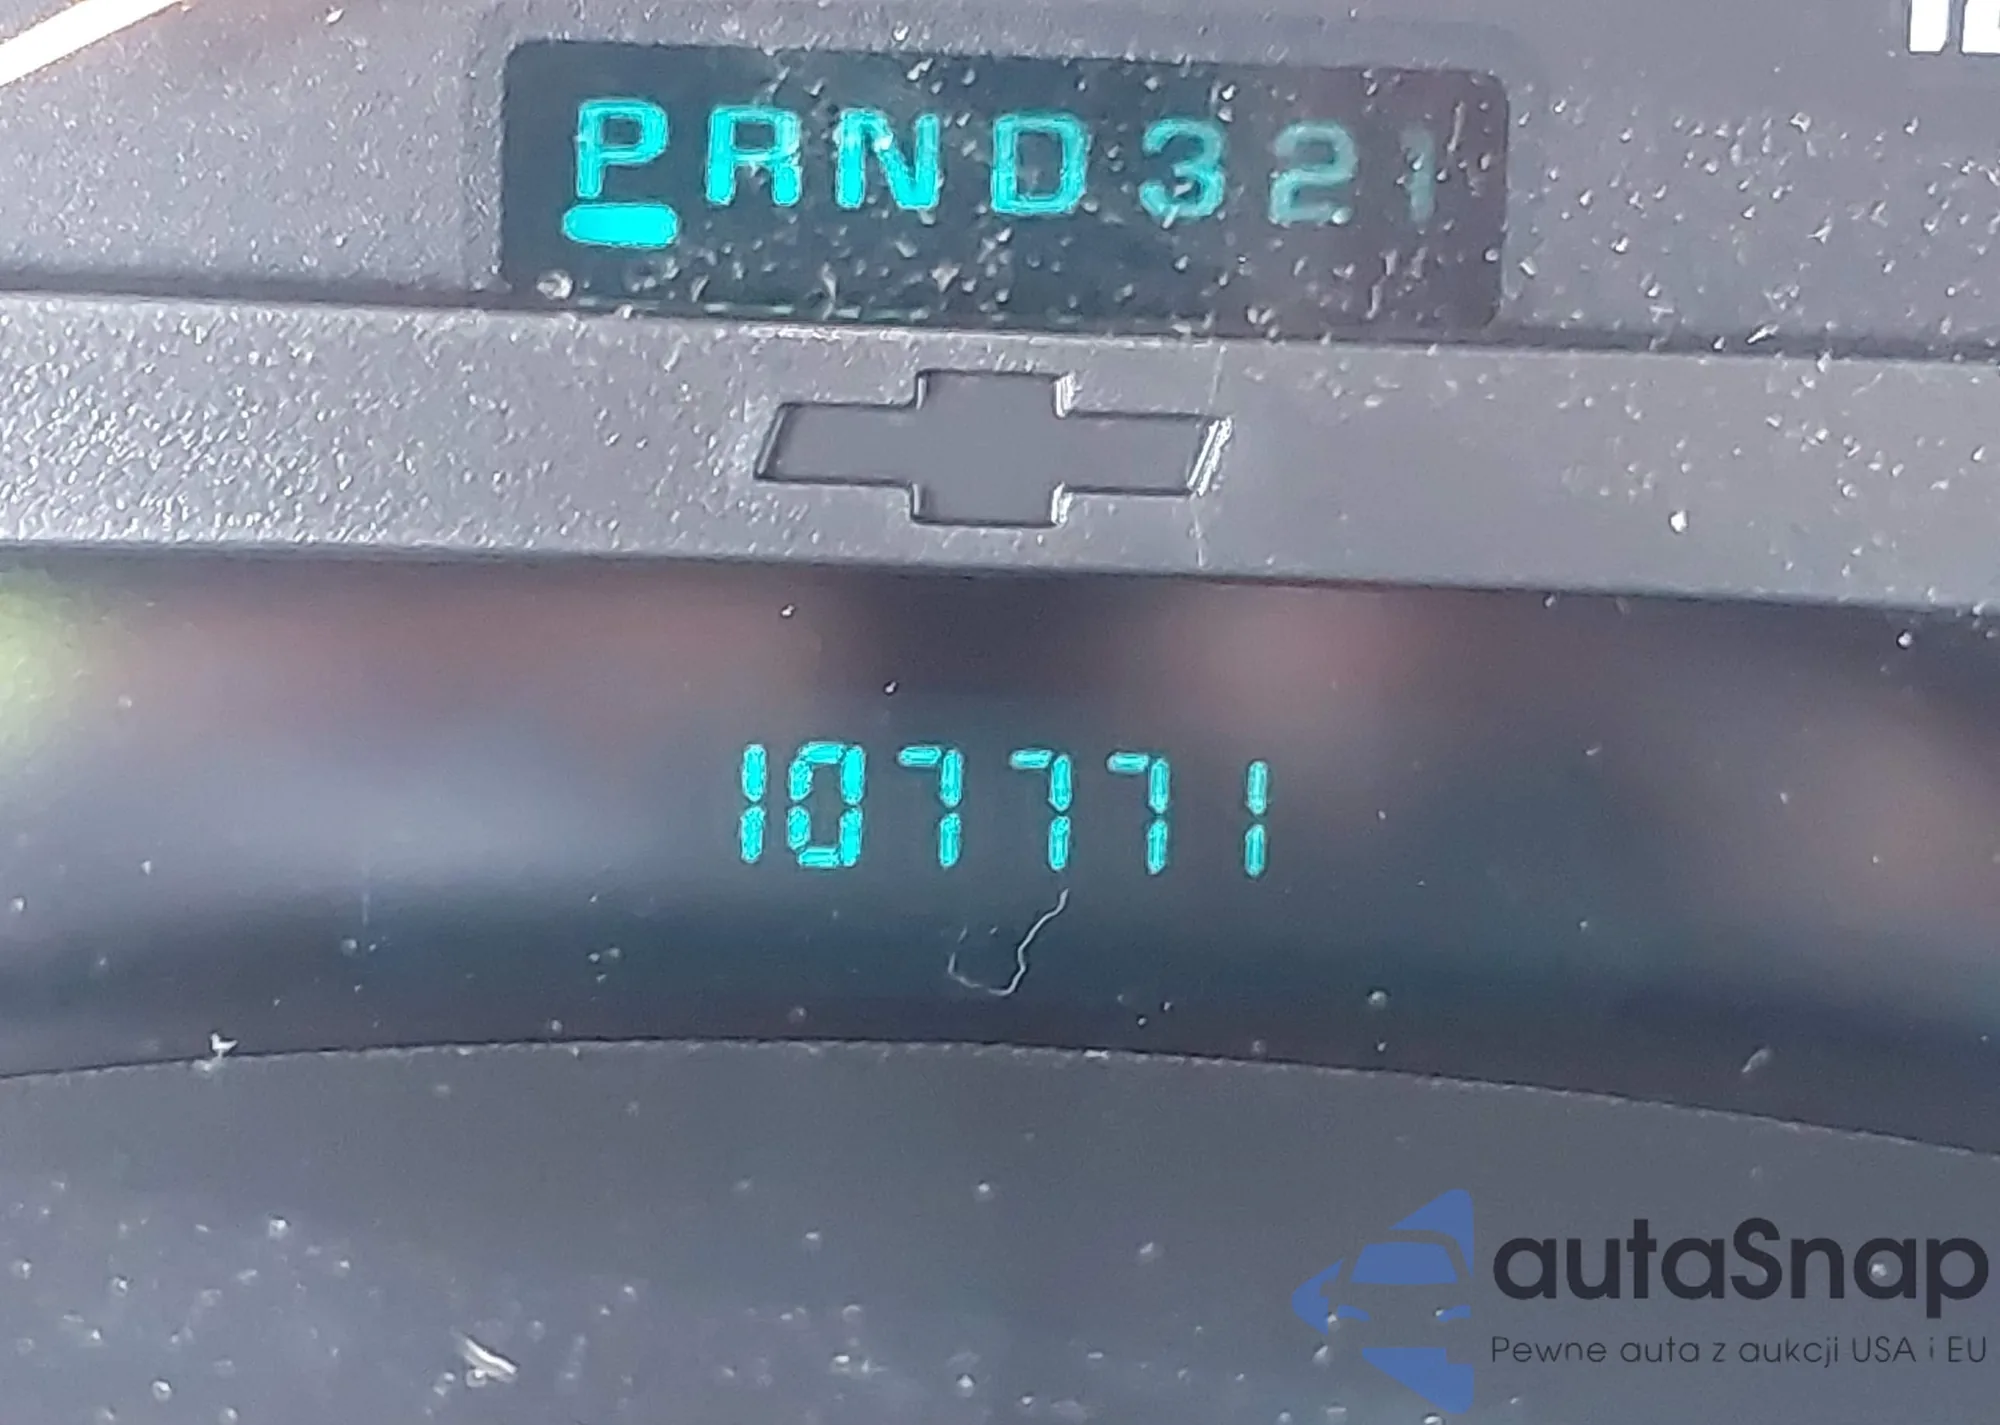 PRND321
107771
autaSnap
Pewne auta z aukcji USA i EU